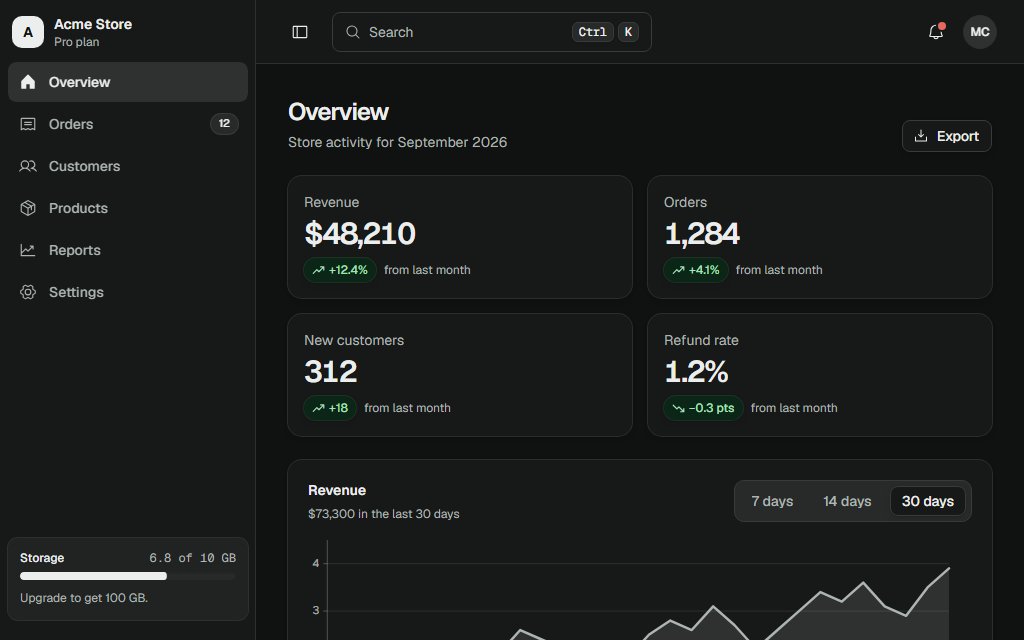 A
Acme Store
Pro plan
Search
Ctrl K
MC
Overview
Orders
12
Customers
Products
Reports
Settings
Storage
6.8 of 10 GB
Upgrade to get 100 GB.
Overview
Store activity for September 2026
Export
Revenue
$48,210
+12.4% from last month
Orders
1,284
+4.1% from last month
New customers
312
+18 from last month
Refund rate
1.2%
−0.3 pts from last month
Revenue
$73,300 in the last 30 days
7 days
14 days
30 days
4
3